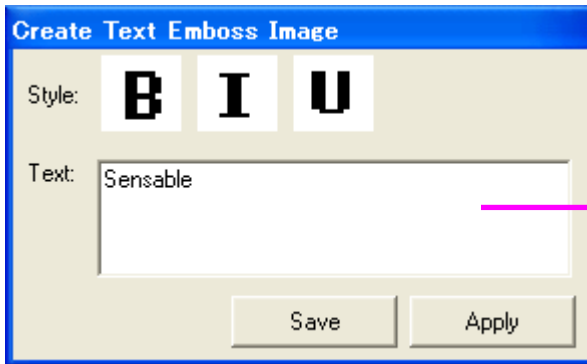 Create Text Emboss Image
Style: B I U
Text: Sensable
Save Apply